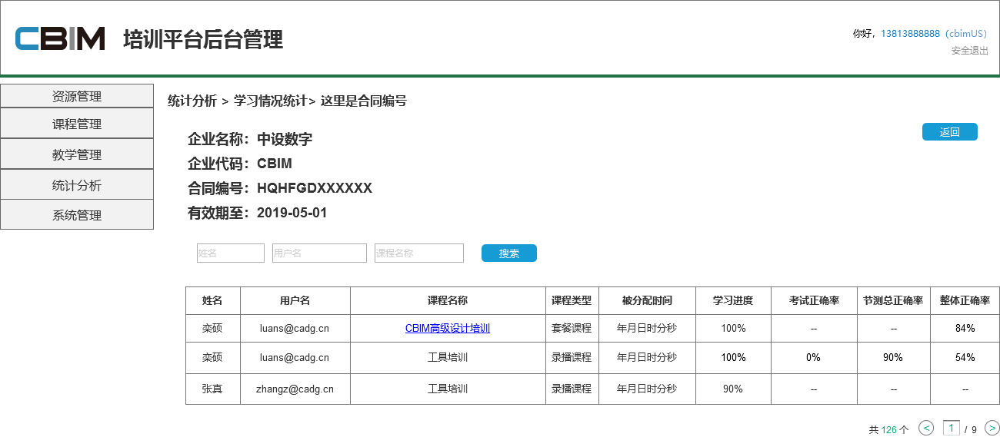 CBIM 培训平台后台管理
你好，13813888888（cbimUS）
安全退出
资源管理
课程管理
教学管理
统计分析
系统管理
统计分析 > 学习情况统计> 这里是合同编号
返回
企业名称：中设数字
企业代码：CBIM
合同编号：HQHFGDXXXXXX
有效期至：2019-05-01
姓名 用户名 课程名称 搜索
姓名 用户名 课程名称 课程类型 被分配时间 学习进度 考试正确率 节测总正确率 整体正确率
栾硕 luans@cadg.cn CBIM高级设计培训 套餐课程 年月日时分秒 100% -- -- 84%
栾硕 luans@cadg.cn 工具培训 录播课程 年月日时分秒 100% 0% 90% 54%
张真 zhangz@cadg.cn 工具培训 录播课程 年月日时分秒 90% -- -- --
共 126 个 < 1 / 9 >